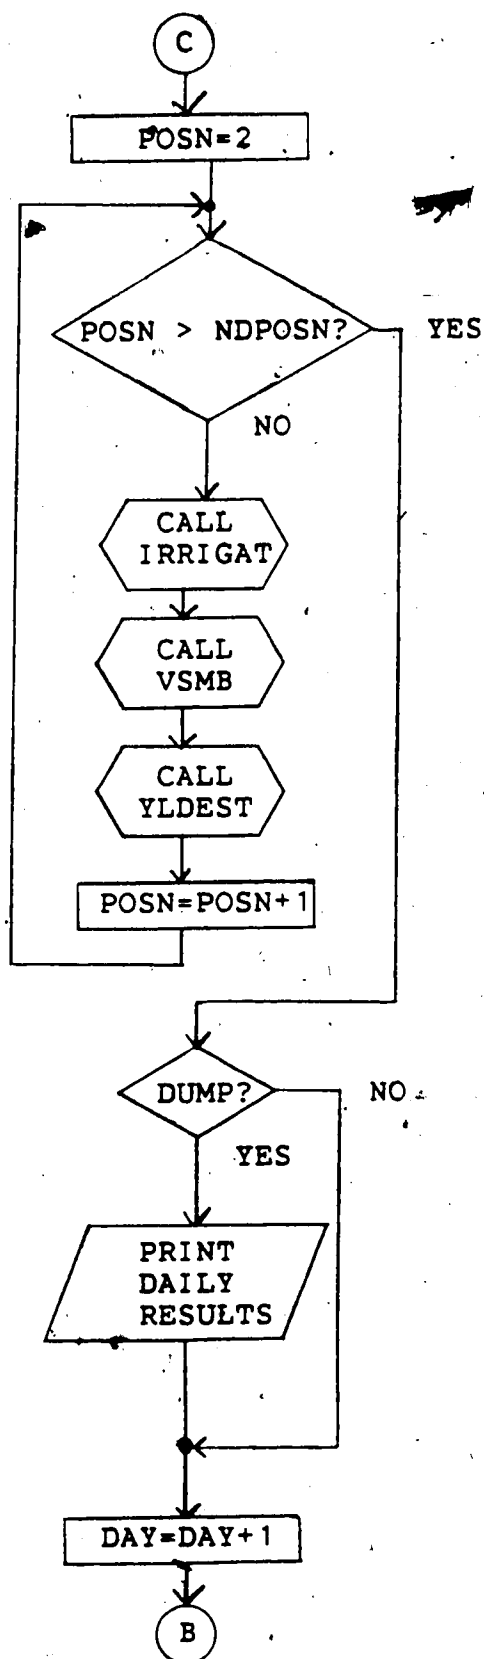 C
POSN=2
POSN > NDPOSN?
YES
NO
CALL
IRRIGAT
CALL
VSMB
CALL
YLDEST
POSN=POSN+1
DUMP?
NO
YES
PRINT
DAILY
RESULTS
DAY=DAY+1
B